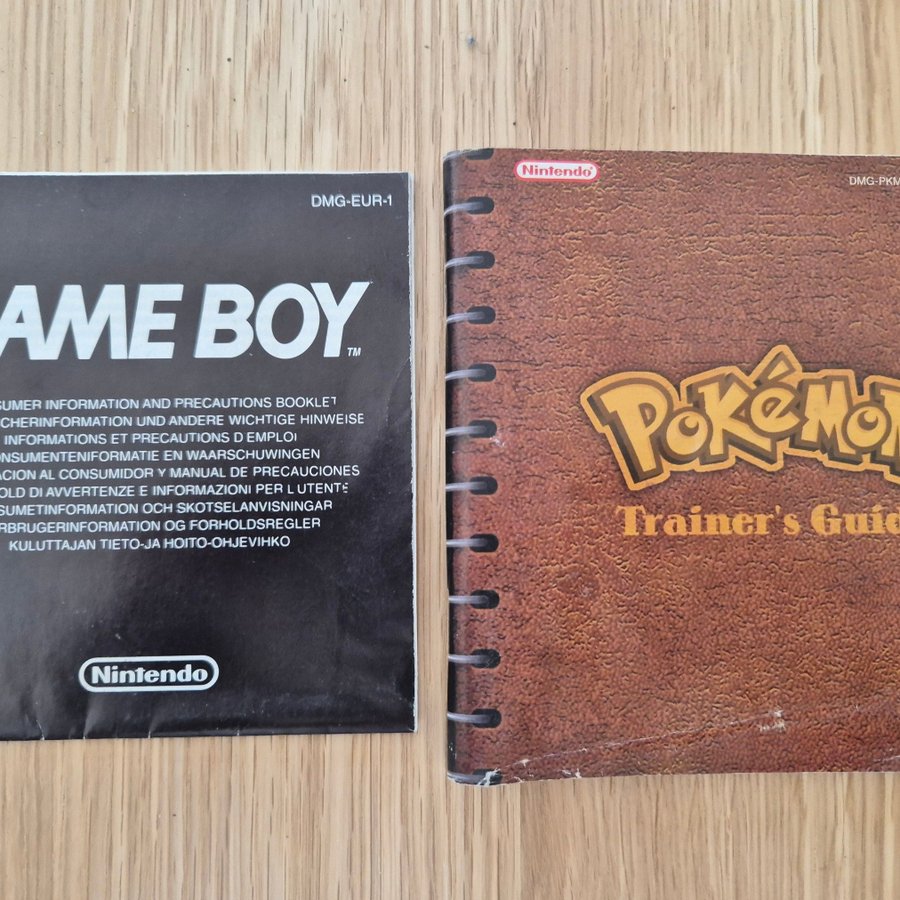 DMG-EUR-1
AME BOY™
SUMER INFORMATION AND PRECAUTIONS BOOKLET
CHERINFORMATION UND ANDERE WICHTIGE HINWEISE
INFORMATIONS ET PRECAUTIONS D'EMPLOI
ONSUMENTENINFORMATIE EN WAARSCHUWINGEN
ACION AL CONSUMIDOR Y MANUAL DE PRECAUCIONES
OLD DI AVVERTENZE E INFORMAZIONI PER L'UTENTE
SUMETINFORMATION OCH SKOTSELANVISNINGAR
RBRUGERINFORMATION OG FORHOLDSREGLER
KULUTTAJAN TIETO-JA HOITO-OHJEVIHKO
Nintendo
Nintendo
DMG-PKM
POKéMON
Trainer's Guid